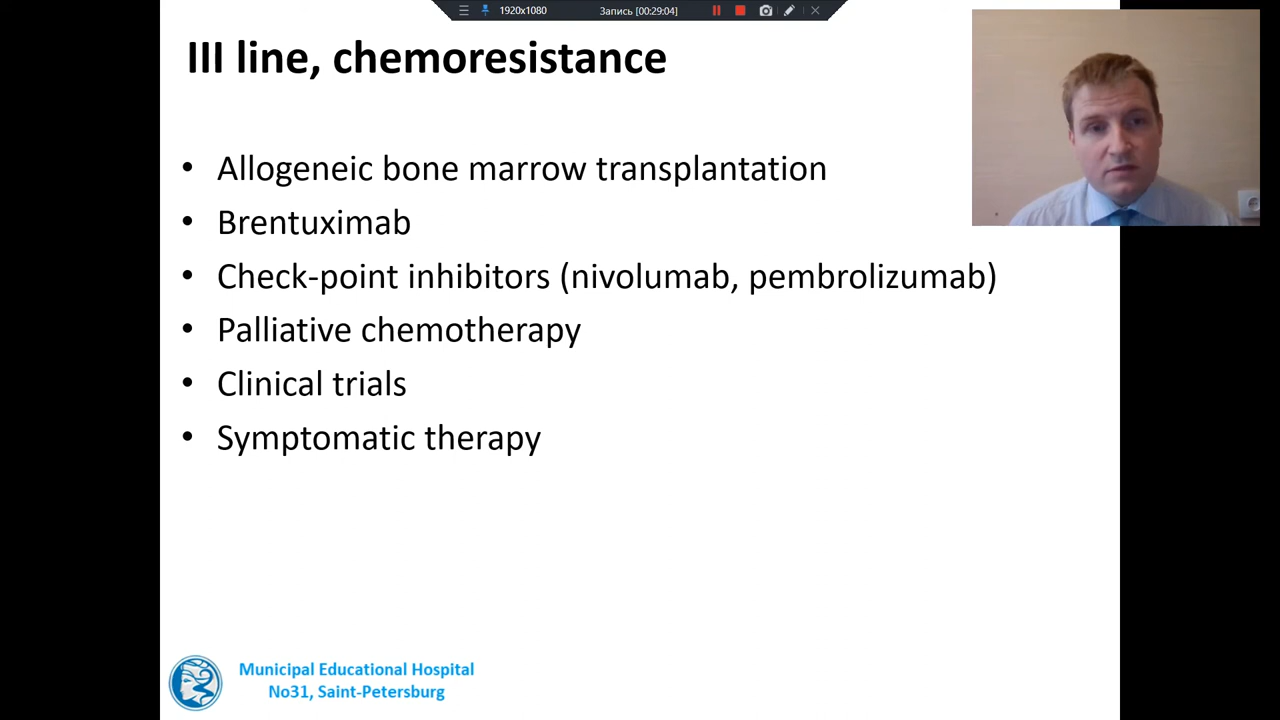 1920x1080
Запись [00:29:04]
III line, chemoresistance
• Allogeneic bone marrow transplantation
• Brentuximab
• Check-point inhibitors (nivolumab, pembrolizumab)
• Palliative chemotherapy
• Clinical trials
• Symptomatic therapy
Municipal Educational Hospital
No31, Saint-Petersburg